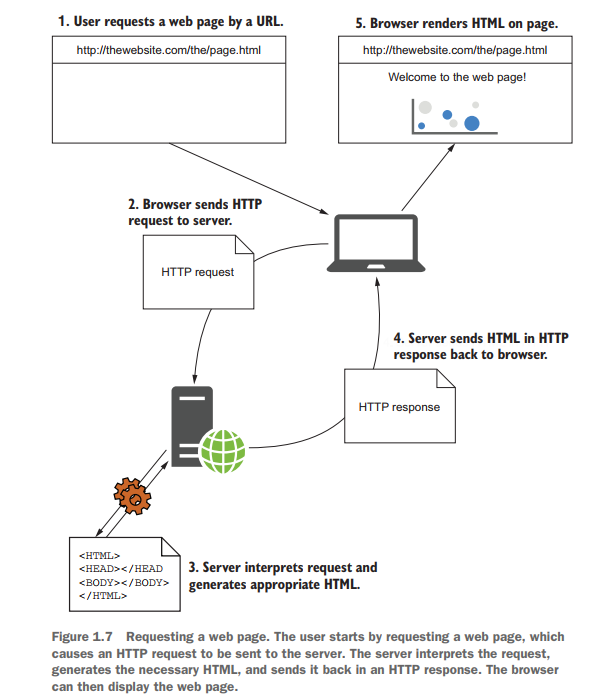 1. User requests a web page by a URL.
http://thewebsite.com/the/page.html
5. Browser renders HTML on page.
http://thewebsite.com/the/page.html
Welcome to the web page!
2. Browser sends HTTP
request to server.
HTTP request
4. Server sends HTML in HTTP
response back to browser.
HTTP response
<HTML>
<HEAD></HEAD
<BODY></BODY>
</HTML>
3. Server interprets request and
generates appropriate HTML.
Figure 1.7 Requesting a web page. The user starts by requesting a web page, which
causes an HTTP request to be sent to the server. The server interprets the request,
generates the necessary HTML, and sends it back in an HTTP response. The browser
can then display the web page.